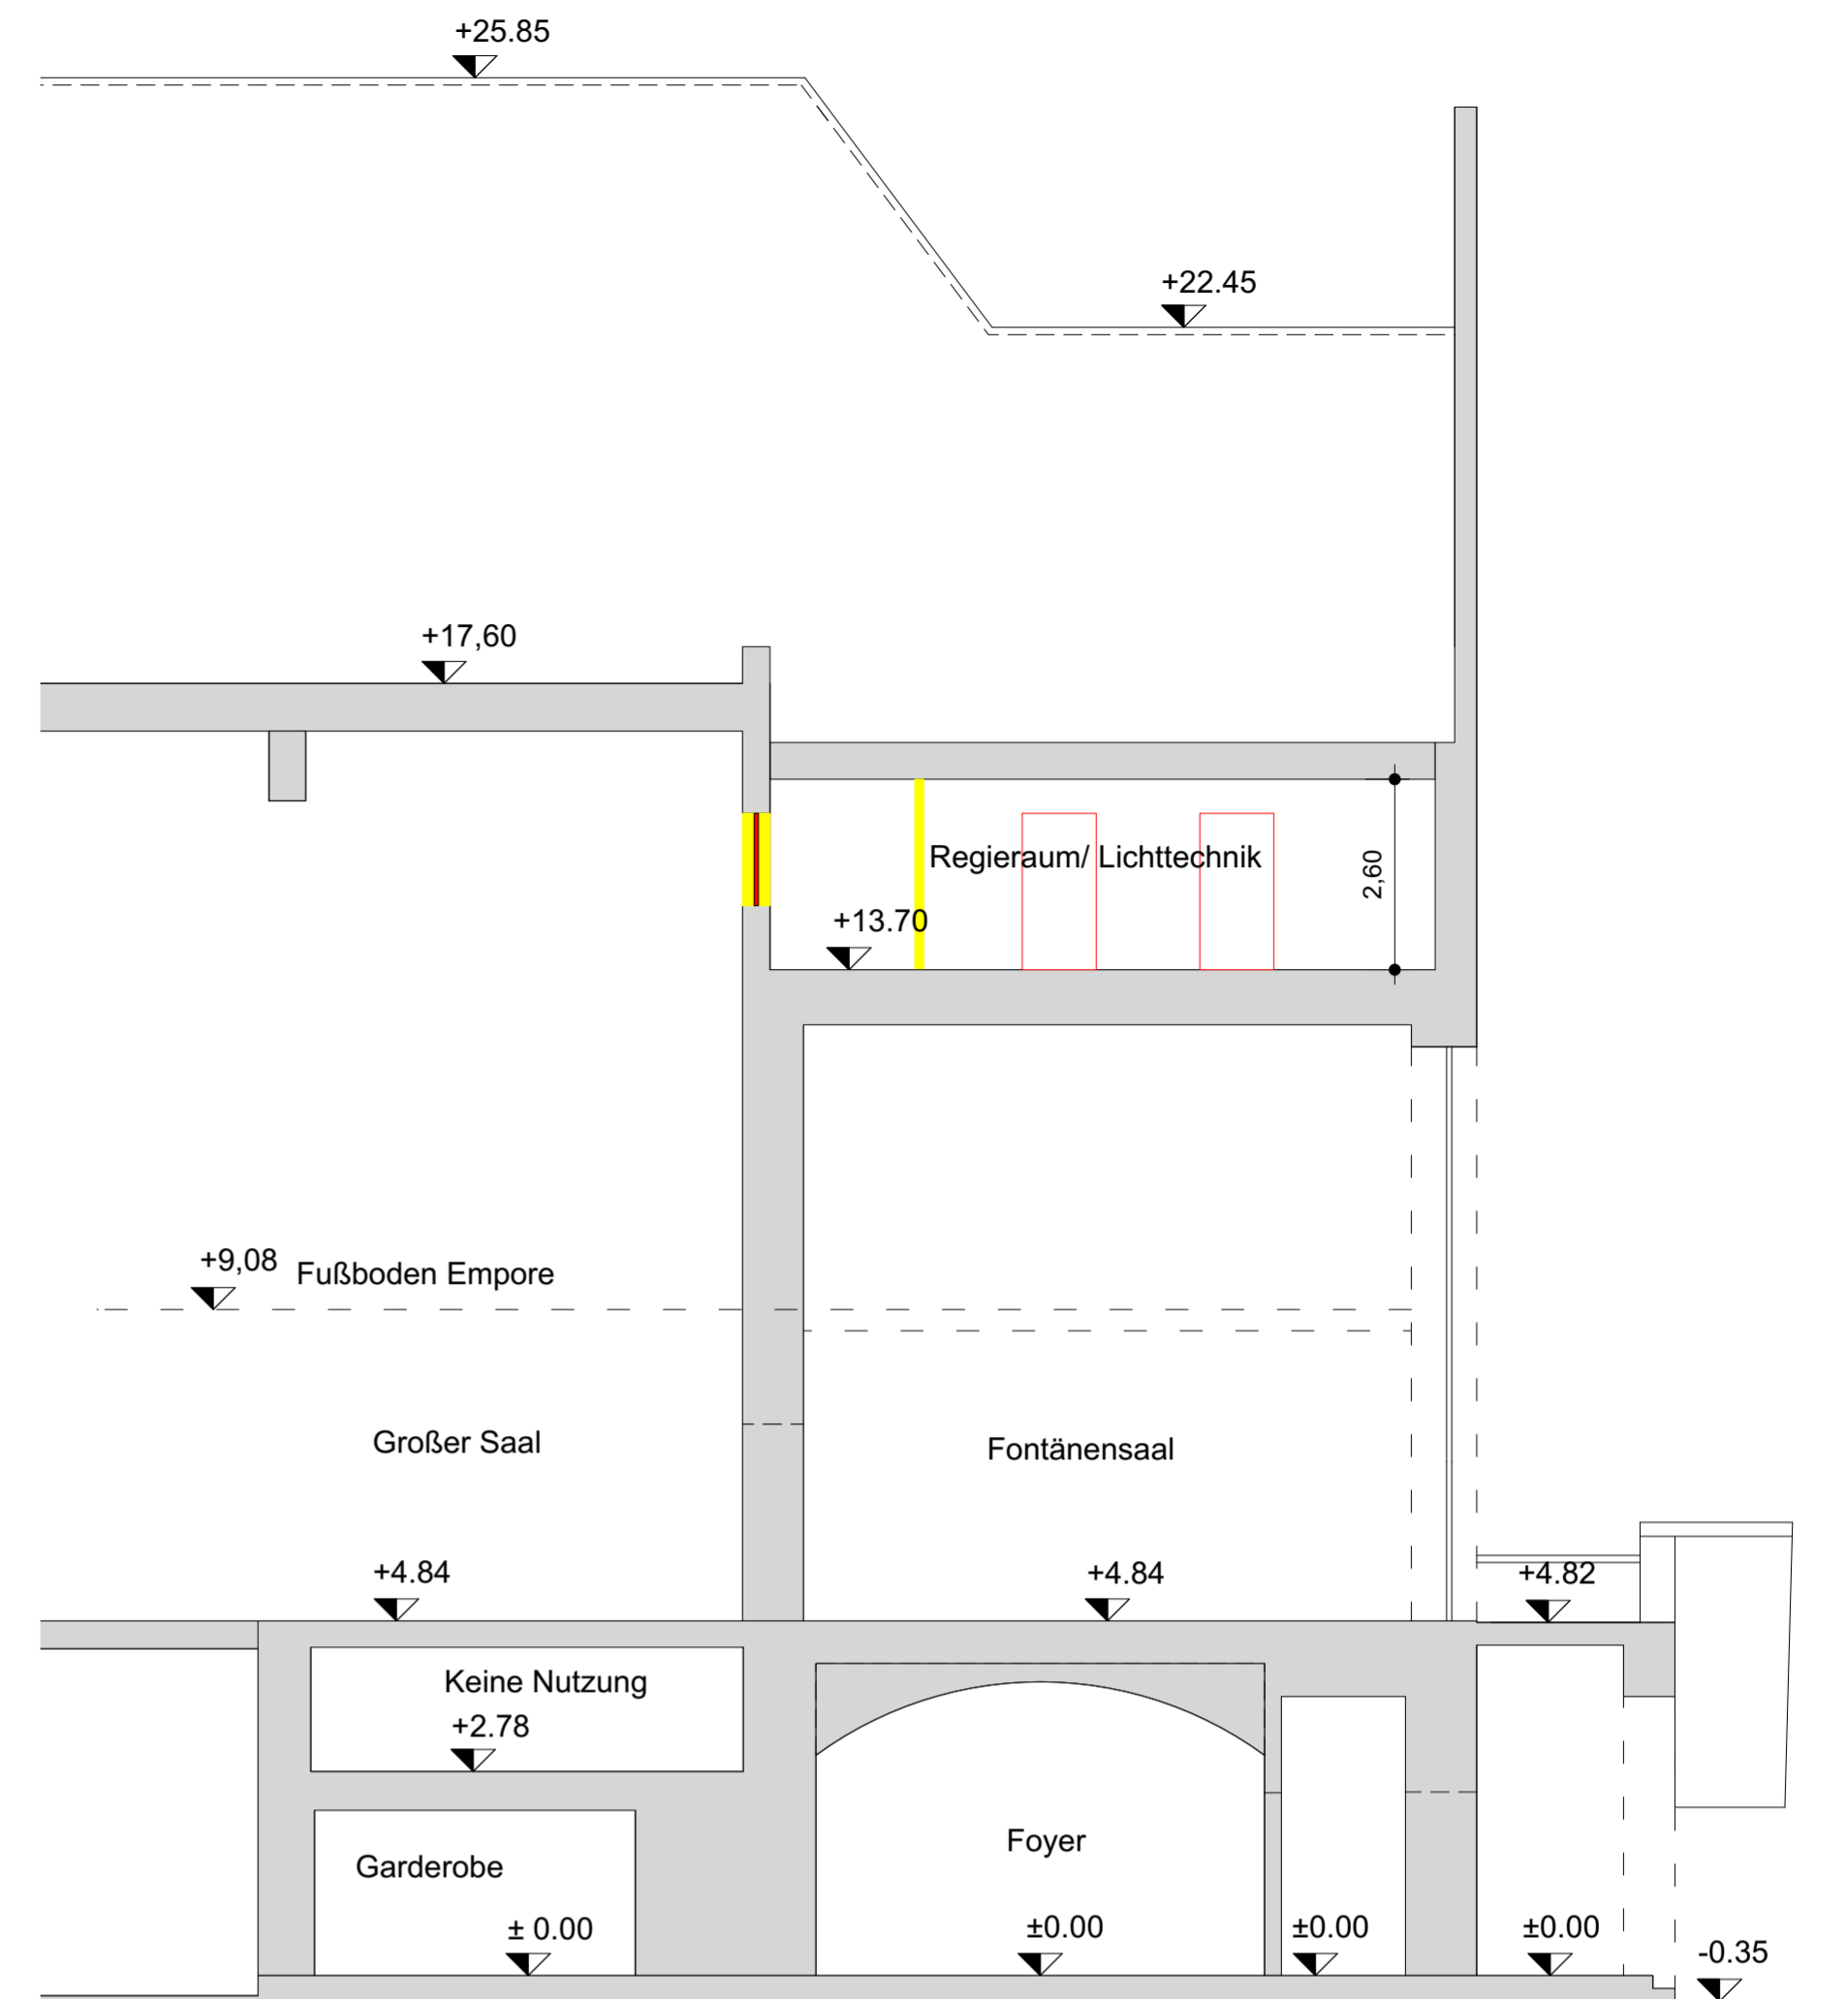 +25.85
+22.45
+17,60
Regieraum/ Lichttechnik
2,60
+13.70
+9,08
Fußboden Empore
Großer Saal
Fontänensaal
+4.84
+4.84
+4.82
Keine Nutzung
+2.78
Foyer
Garderobe
± 0.00
±0.00
±0.00
±0.00
-0.35